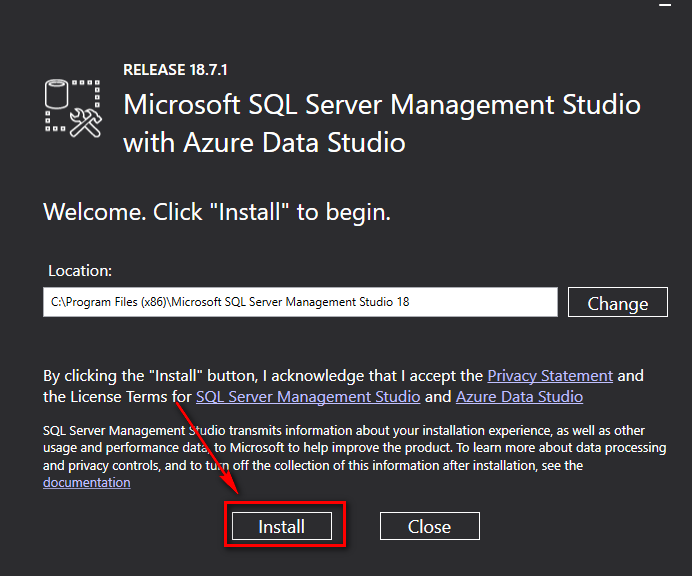 RELEASE 18.7.1
Microsoft SQL Server Management Studio
with Azure Data Studio
Welcome. Click "Install" to begin.
Location:
C:\Program Files (x86)\Microsoft SQL Server Management Studio 18
Change
By clicking the "Install" button, I acknowledge that I accept the Privacy Statement and
the License Terms for SQL Server Management Studio and Azure Data Studio
SQL Server Management Studio transmits information about your installation experience, as well as other
usage and performance data, to Microsoft to help improve the product. To learn more about data processing
and privacy controls, and to turn off the collection of this information after installation, see the
documentation
Install
Close